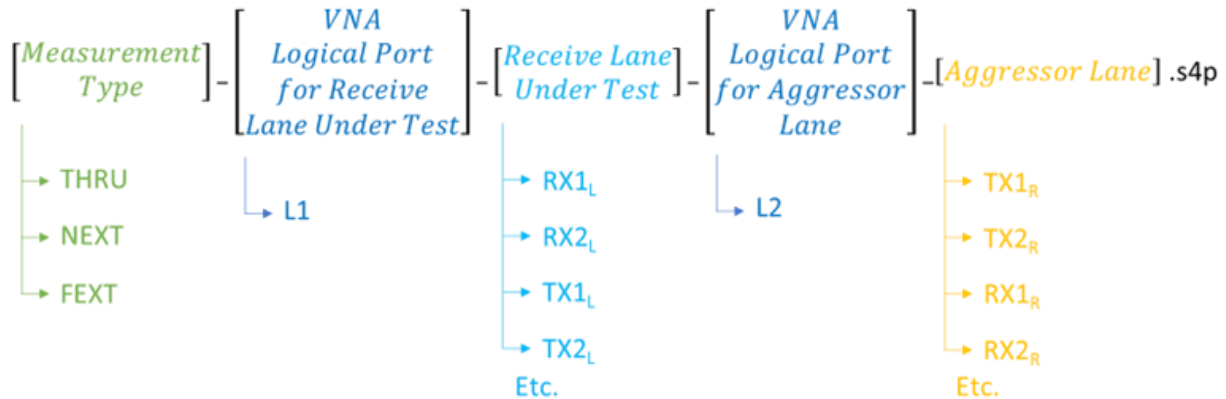 [Measurement Type] – [VNA Logical Port for Receive Lane Under Test] – [Receive Lane Under Test] – [VNA Logical Port for Aggressor Lane] – [Aggressor Lane] .s4p
THRU
NEXT
FEXT
L1
RX1L
RX2L
TX1L
TX2L
Etc.
L2
TX1R
TX2R
RX1R
RX2R
Etc.